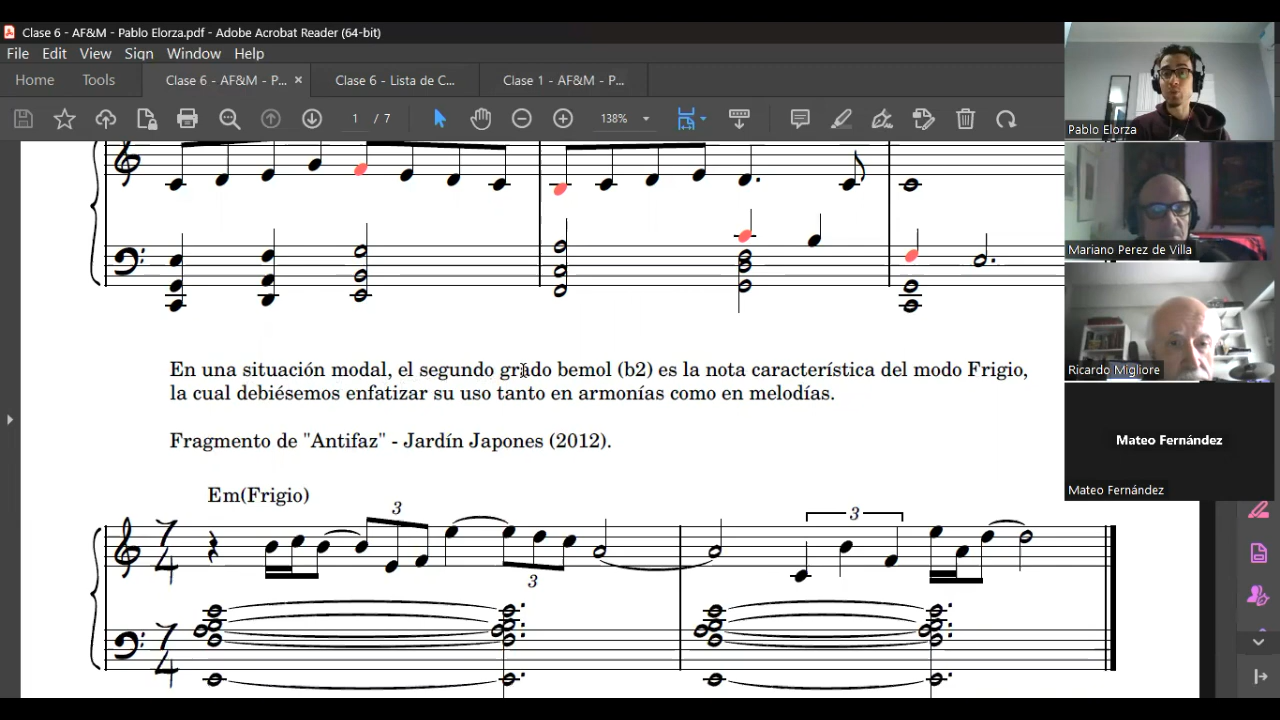 Clase 6 - AF&M - Pablo Elorza.pdf - Adobe Acrobat Reader (64-bit)
File Edit View Sign Window Help
Home Tools Clase 6 - AF&M - P... × Clase 6 - Lista de C... Clase 1 - AF&M - P...
1 / 7 138%
Pablo Elorza
Mariano Perez de Villa
Ricardo Migliore
Mateo Fernández
Mateo Fernández
En una situación modal, el segundo grado bemol (b2) es la nota característica del modo Frigio,
la cual debiésemos enfatizar su uso tanto en armonías como en melodías.
Fragmento de "Antifaz" - Jardín Japones (2012).
Em(Frigio)
3
3
3
7
4
7
4